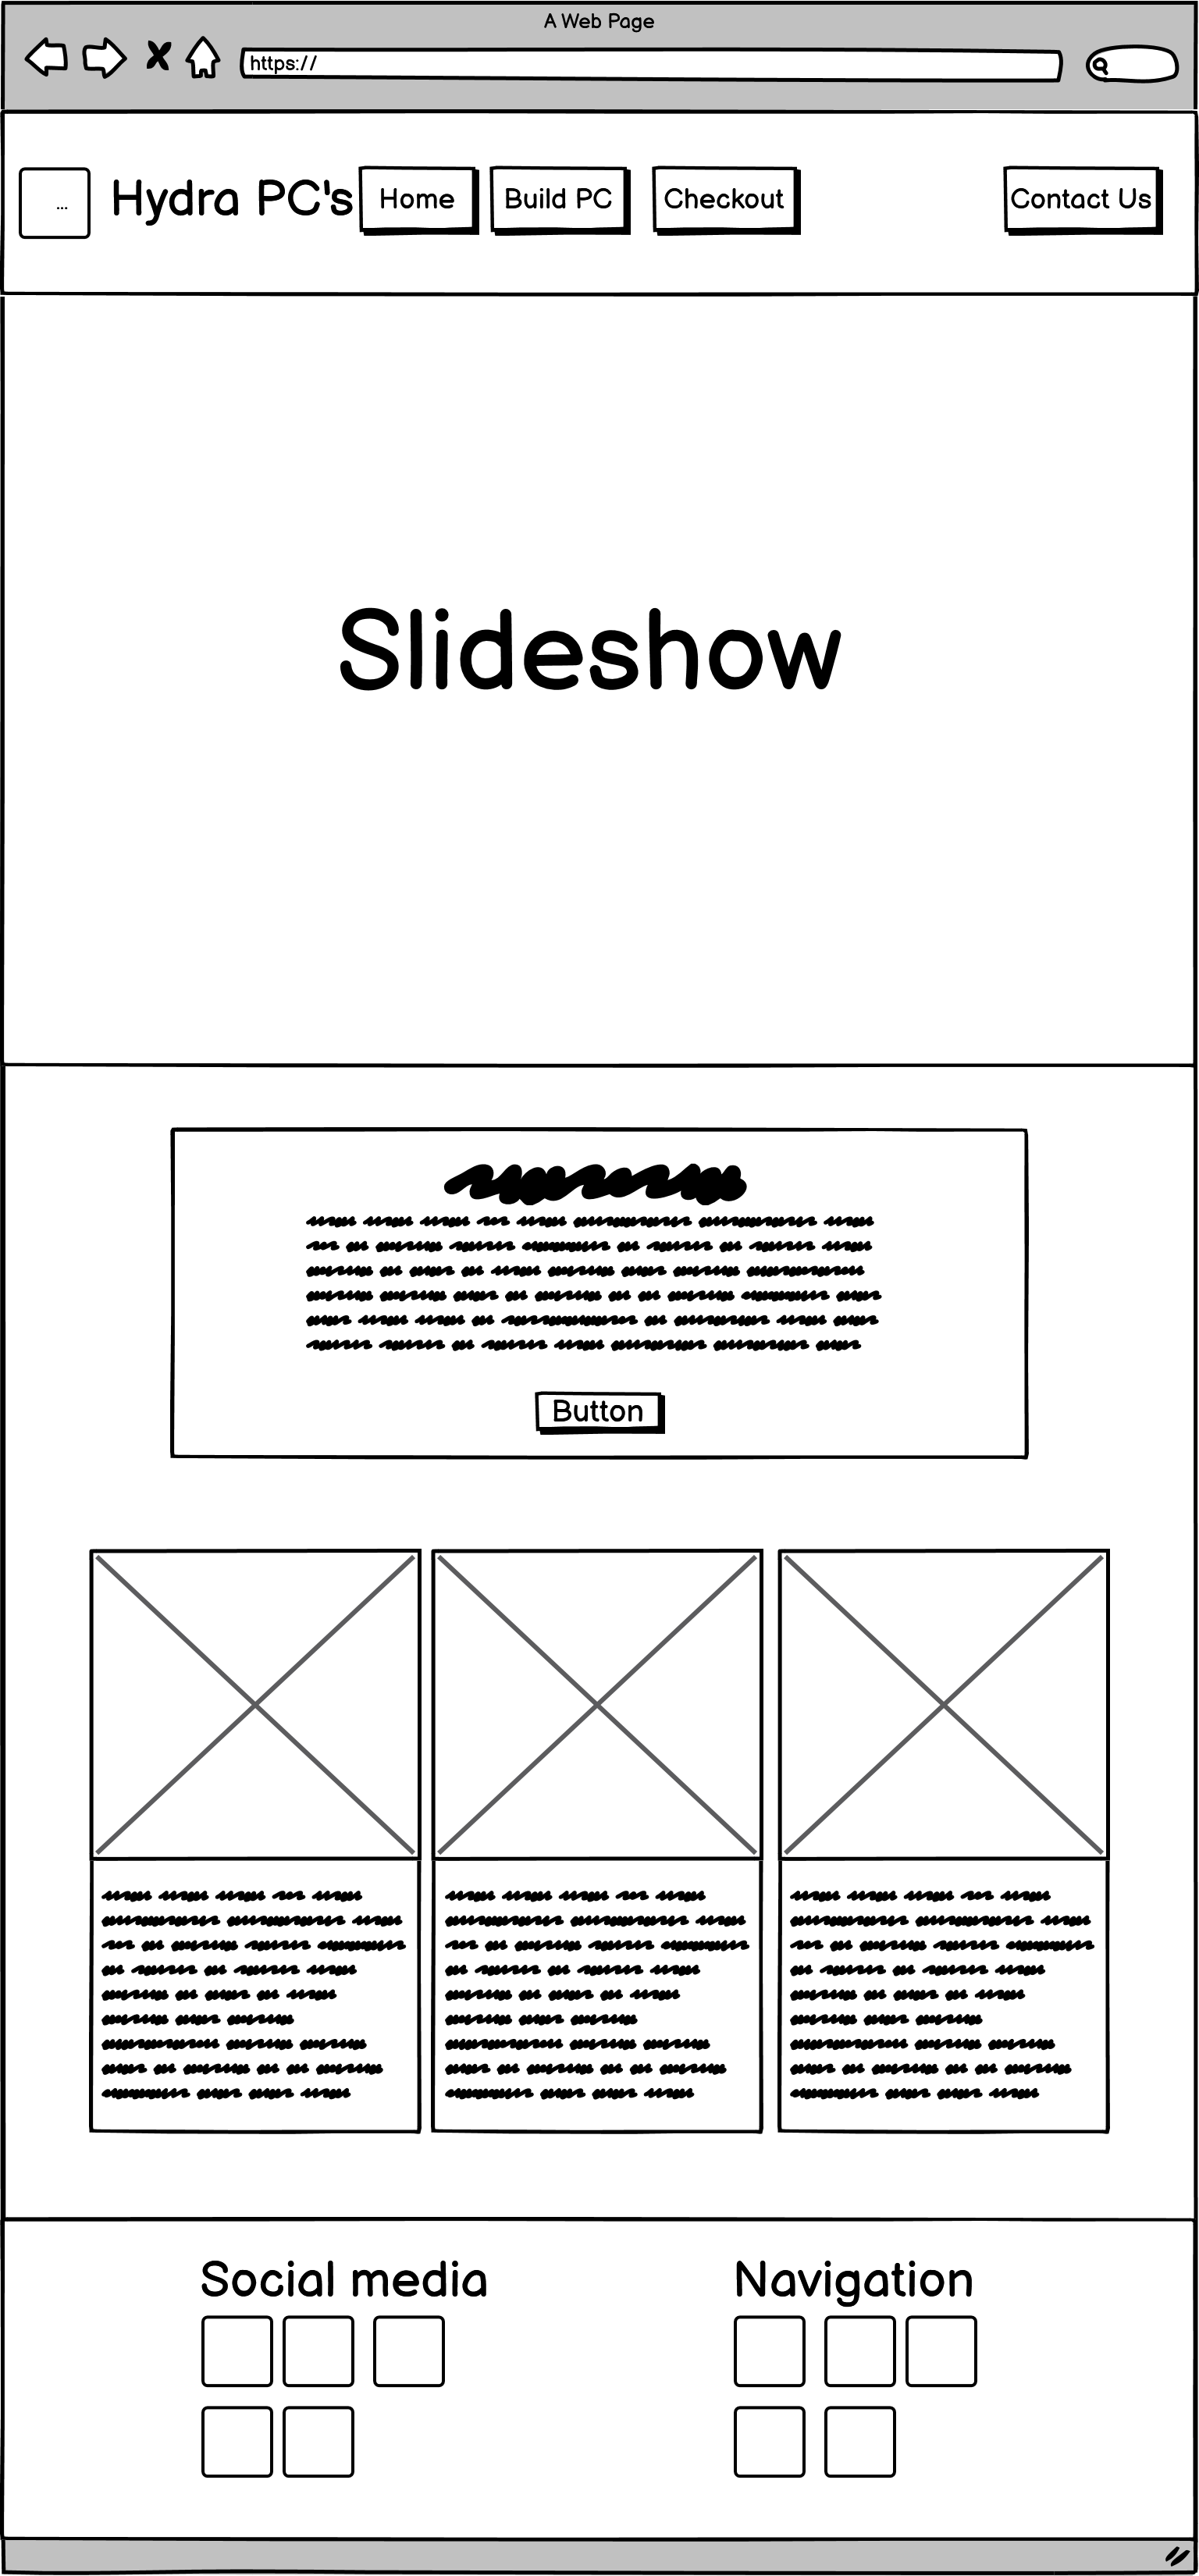 A Web Page
https://
...
Hydra PC's
Home
Build PC
Checkout
Contact Us
Slideshow
Button
Social media
Navigation